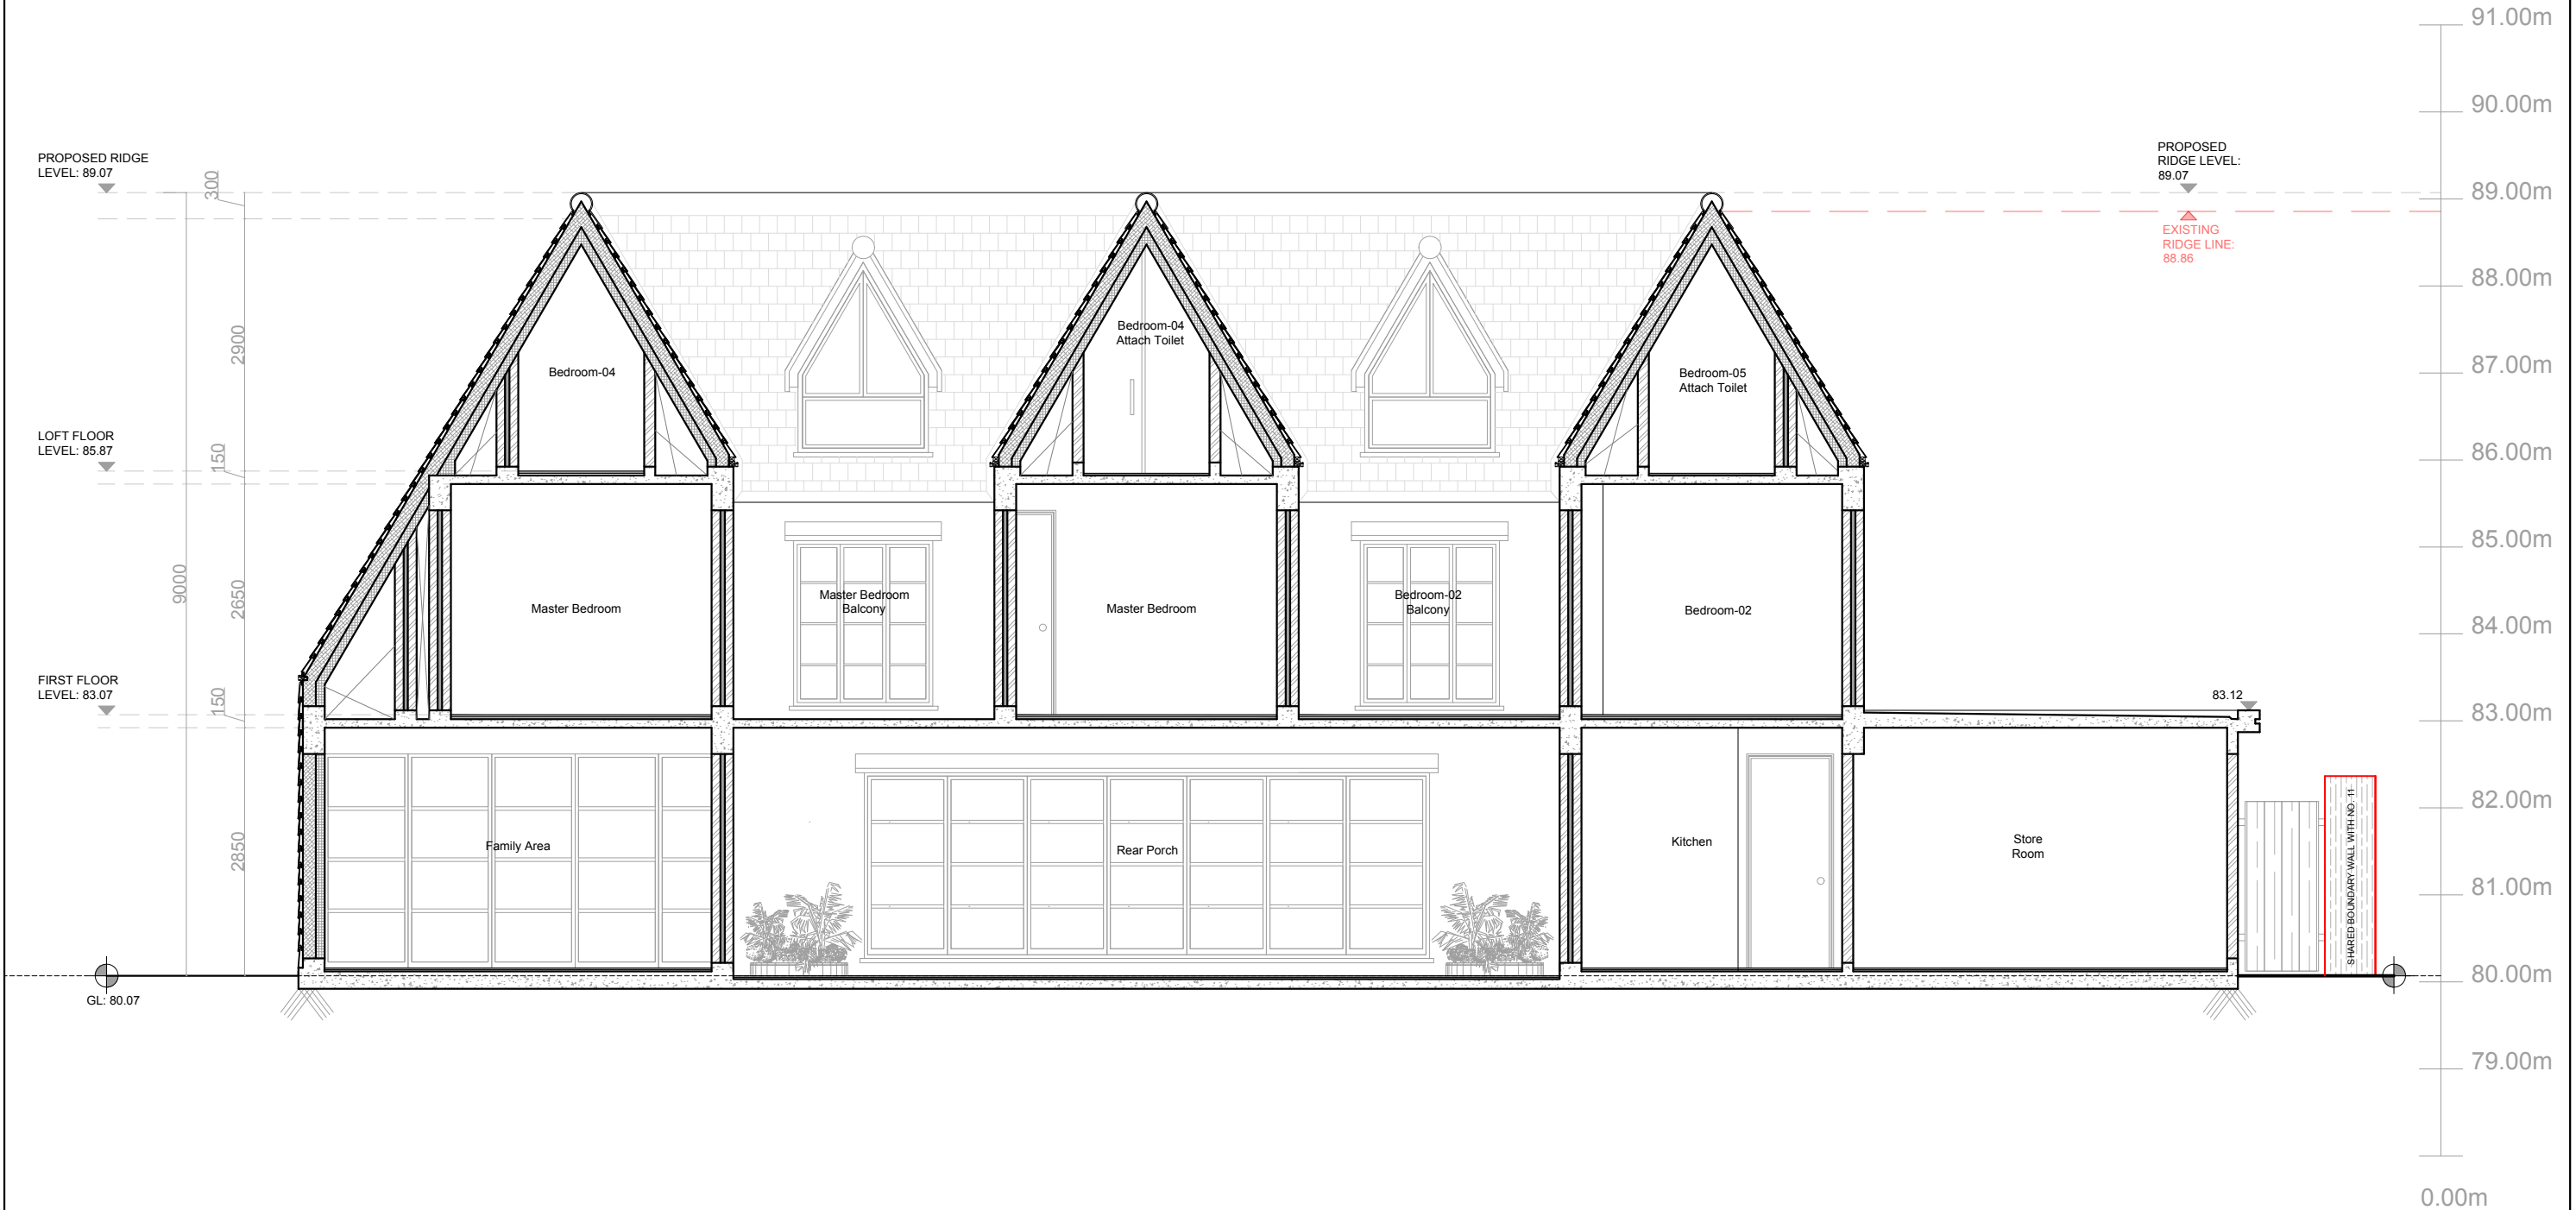 91.00m
90.00m
PROPOSED RIDGE
LEVEL: 89.07
300
PROPOSED
RIDGE LEVEL:
89.07
89.00m
EXISTING
RIDGE LINE:
88.86
88.00m
2900
Bedroom-04
Bedroom-04
Attach Toilet
Bedroom-05
Attach Toilet
87.00m
LOFT FLOOR
LEVEL: 85.87
150
86.00m
85.00m
9000
2650
Master Bedroom
Master Bedroom
Balcony
Master Bedroom
Bedroom-02
Balcony
Bedroom-02
84.00m
FIRST FLOOR
LEVEL: 83.07
150
83.12
83.00m
2850
Family Area
Rear Porch
Kitchen
Store
Room
SHARED BOUNDARY WALL WITH NO. 11
82.00m
81.00m
80.00m
GL: 80.07
79.00m
0.00m